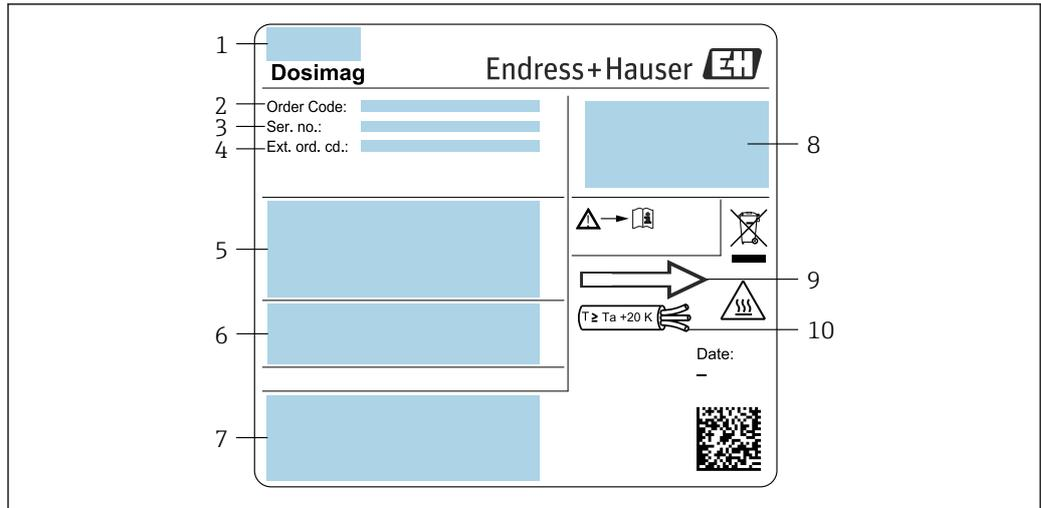 1
Dosimag
Endress+Hauser EH
2
Order Code:
3
Ser. no.:
4
Ext. ord. cd.:
8
5
9
6
T ≥ Ta +20 K
10
Date:
–
7